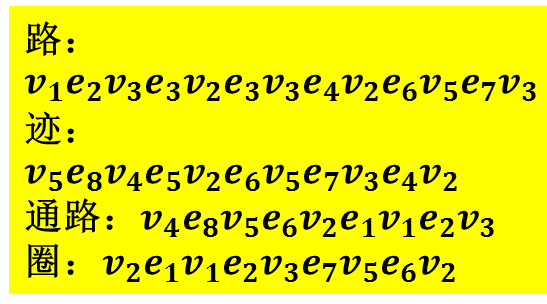 路：
v₁e₂v₃e₃v₂e₃v₃e₄v₂e₆v₅e₇v₃
迹：
v₅e₈v₄e₅v₂e₆v₅e₇v₃e₄v₂
通路：v₄e₈v₅e₆v₂e₁v₁e₂v₃
圈：v₂e₁v₁e₂v₃e₇v₅e₆v₂